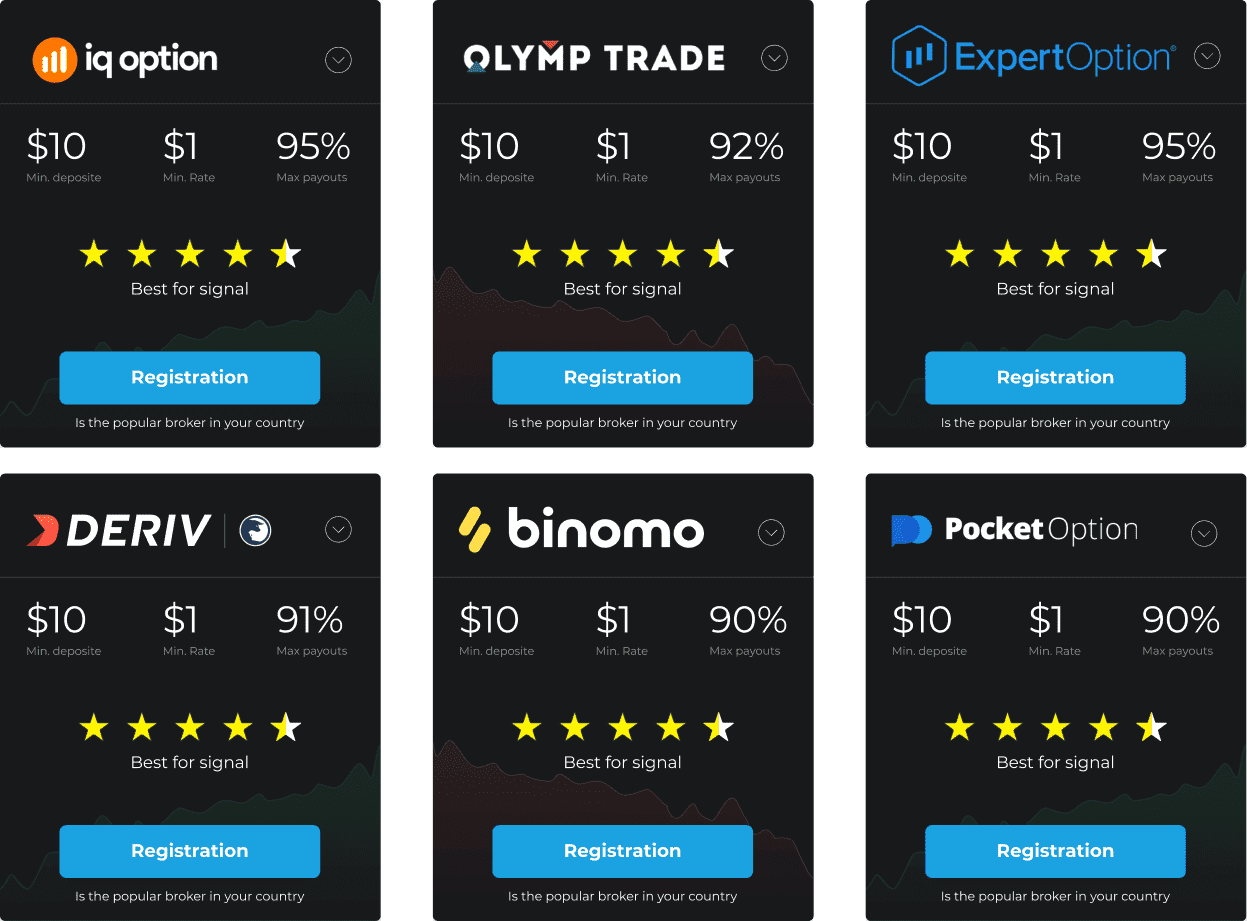 iq option
$10 $1 95%
Min. deposite Min. Rate Max payouts
Best for signal
Registration
Is the popular broker in your country
OLYMP TRADE
$10 $1 92%
Min. deposite Min. Rate Max payouts
Best for signal
Registration
Is the popular broker in your country
ExpertOption®
$10 $1 95%
Min. deposite Min. Rate Max payouts
Best for signal
Registration
Is the popular broker in your country
DERIV
$10 $1 91%
Min. deposite Min. Rate Max payouts
Best for signal
Registration
Is the popular broker in your country
binomo
$10 $1 90%
Min. deposite Min. Rate Max payouts
Best for signal
Registration
Is the popular broker in your country
PocketOption
$10 $1 90%
Min. deposite Min. Rate Max payouts
Best for signal
Registration
Is the popular broker in your country